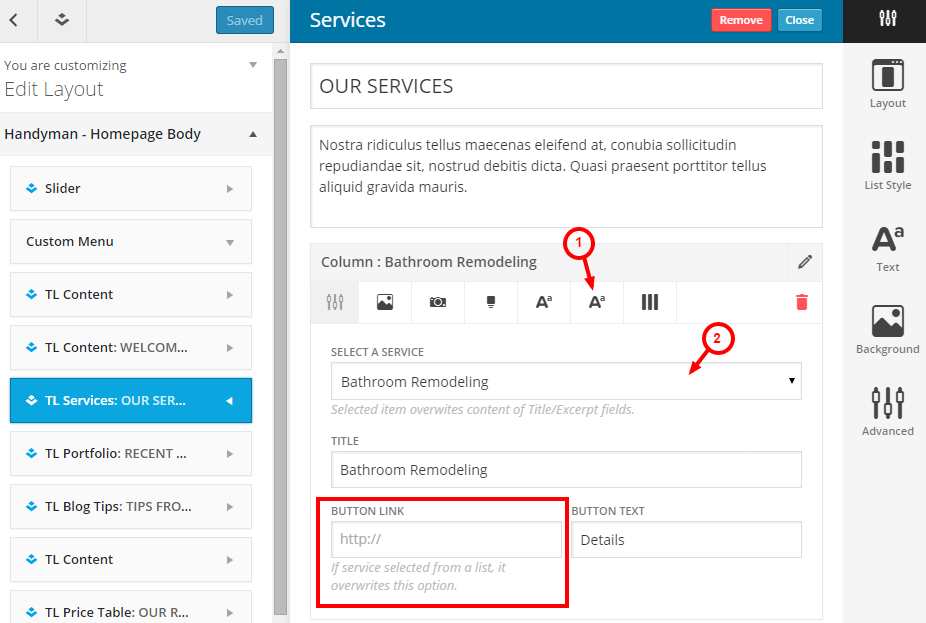 Saved
You are customizing
Edit Layout
Handyman - Homepage Body
Slider
Custom Menu
TL Content
TL Content: WELCOM...
TL Services: OUR SER...
TL Portfolio: RECENT ...
TL Blog Tips: TIPS FRO...
TL Content
TL Price Table: OUR R...
Services
Remove
Close
OUR SERVICES
Nostra ridiculus tellus maecenas eleifend at, conubia sollicitudin
repudiandae sit, nostrud debitis dicta. Quasi praesent porttitor tellus
aliquid gravida mauris.
1
Column : Bathroom Remodeling
Aa
Aa
2
SELECT A SERVICE
Bathroom Remodeling
Selected item overwites content of Title/Excerpt fields.
TITLE
Bathroom Remodeling
BUTTON LINK
http://
If service selected from a list, it
overwrites this option.
BUTTON TEXT
Details
Layout
List Style
Aa
Text
Background
Advanced